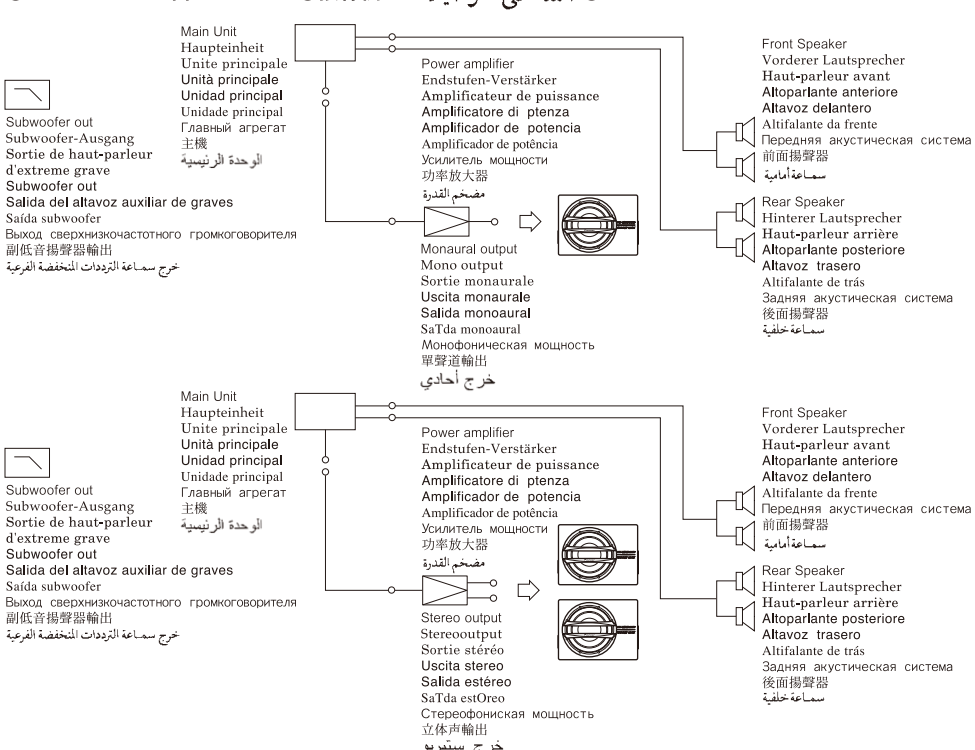 Main Unit
Haupteinheit
Unite principale
Unità principale
Unidad principal
Unidade principal
Главный агрегат
主機
الوحدة الرئيسية
Subwoofer out
Subwoofer-Ausgang
Sortie de haut-parleur
d'extreme grave
Subwoofer out
Salida del altavoz auxiliar de graves
Saída subwoofer
Выход сверхнизкочастотного громкоговорителя
副低音揚聲器輸出
خرج سماعة الترددات المنخفضة الفرعية
Power amplifier
Endstufen-Verstärker
Amplificateur de puissance
Amplificatore di ptenza
Amplificador de potencia
Amplificador de potência
Усилитель мощности
功率放大器
مضخم القدرة
Monaural output
Mono output
Sortie monaurale
Uscita monaurale
Salida monoaural
SaTda monoaural
Монофоническая мощность
單聲道輸出
خرج أحادي
Front Speaker
Vorderer Lautsprecher
Haut-parleur avant
Altoparlante anteriore
Altavoz delantero
Altifalante da frente
Передняя акустическая система
前面揚聲器
سماعة أمامية
Rear Speaker
Hinterer Lautsprecher
Haut-parleur arrière
Altoparlante posteriore
Altavoz trasero
Altifalante de trás
Задняя акустическая система
後面揚聲器
سماعة خلفية
Main Unit
Haupteinheit
Unite principale
Unità principale
Unidad principal
Unidade principal
Главный агрегат
主機
الوحدة الرئيسية
Subwoofer out
Subwoofer-Ausgang
Sortie de haut-parleur
d'extreme grave
Subwoofer out
Salida del altavoz auxiliar de graves
Saída subwoofer
Выход сверхнизкочастотного громкоговорителя
副低音揚聲器輸出
خرج سماعة الترددات المنخفضة الفرعية
Power amplifier
Endstufen-Verstärker
Amplificateur de puissance
Amplificatore di ptenza
Amplificador de potencia
Amplificador de potência
Усилитель мощности
功率放大器
مضخم القدرة
Stereo output
Stereooutput
Sortie stéréo
Uscita stereo
Salida estéreo
SaTda estOreo
Стереофониская мощность
立体声輸出
خرج ستيريو
Front Speaker
Vorderer Lautsprecher
Haut-parleur avant
Altoparlante anteriore
Altavoz delantero
Altifalante da frente
Передняя акустическая система
前面揚聲器
سماعة أمامية
Rear Speaker
Hinterer Lautsprecher
Haut-parleur arrière
Altoparlante posteriore
Altavoz trasero
Altifalante de trás
Задняя акустическая система
後面揚聲器
سماعة خلفية